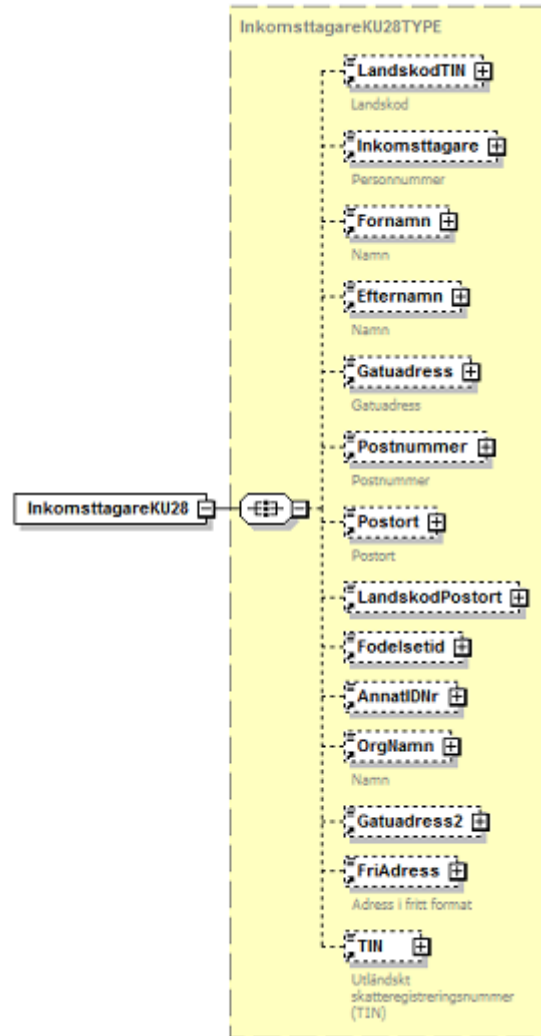 InkomsttagareKU28TYPE
LandskodTIN
Landskod
Inkomsttagare
Personnummer
Fornamn
Namn
Efternamn
Namn
Gatuadress
Gatuadress
Postnummer
Postnummer
InkomsttagareKU28
Postort
Postort
LandskodPostort
Fodelsetid
AnnatIDNr
OrgNamn
Namn
Gatuadress2
FriAdress
Adress i fritt format
TIN
Utländskt
skatteregistreringsnummer
(TIN)